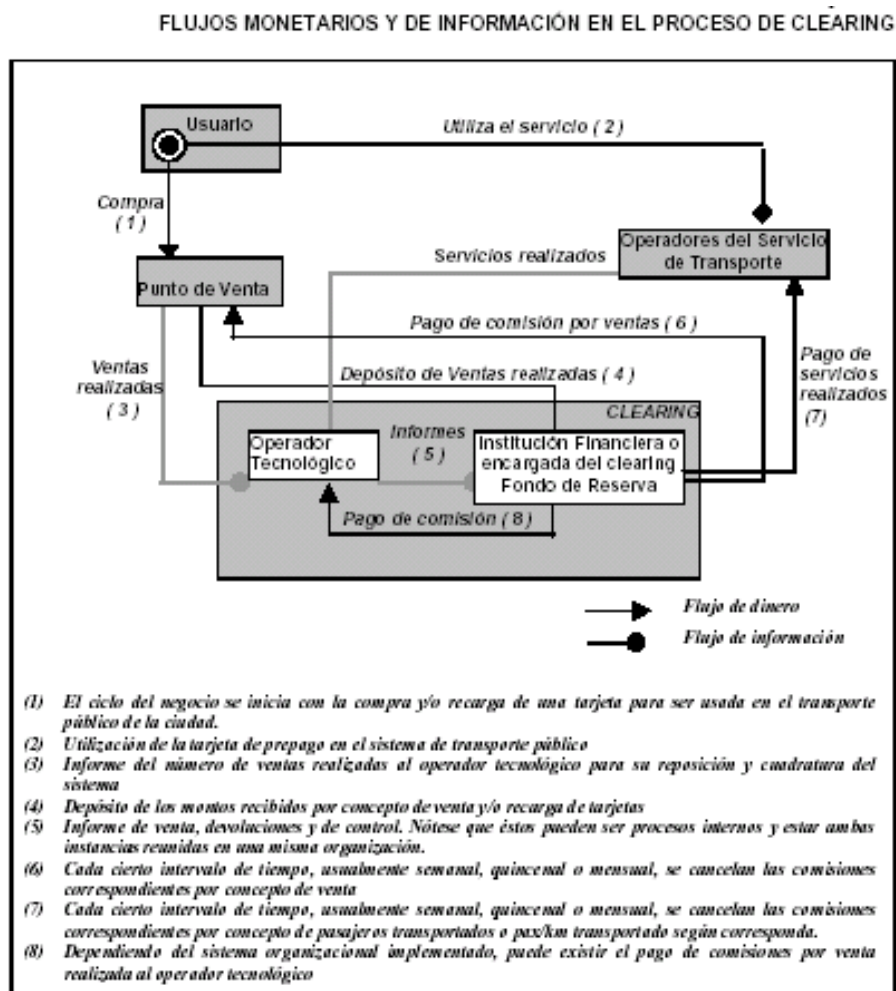 FLUJOS MONETARIOS Y DE INFORMACIÓN EN EL PROCESO DE CLEARING
Usuario
Utiliza el servicio ( 2 )
Compra
( 1 )
Operadores del Servicio
de Transporte
Servicios realizados
Punto de Venta
Pago de comisión por ventas ( 6 )
Ventas
realizadas
( 3 )
Depósito de Ventas realizadas ( 4 )
Pago de
servicios
realizados
(7)
CLEARING
Operador
Tecnológico
Informes
( 5 )
Institución Financiera o
encargada del clearing
Fondo de Reserva
Pago de comisión ( 8 )
Flujo de dinero
Flujo de información
(1) El ciclo del negocio se inicia con la compra y/o recarga de una tarjeta para ser usada en el transporte
público de la ciudad.
(2) Utilización de la tarjeta de prepago en el sistema de transporte público
(3) Informe del número de ventas realizadas al operador tecnológico para su reposición y cuadratura del
sistema
(4) Depósito de los montos recibidos por concepto de venta y/o recarga de tarjetas
(5) Informe de venta, devoluciones y de control. Nótese que éstos pueden ser procesos internos y estar ambas
instancias reunidas en una misma organización.
(6) Cada cierto intervalo de tiempo, usualmente semanal, quincenal o mensual, se cancelan las comisiones
correspondientes por concepto de venta
(7) Cada cierto intervalo de tiempo, usualmente semanal, quincenal o mensual, se cancelan las comisiones
correspondientes por concepto de pasajeros transportados o pax/km transportado según corresponda.
(8) Dependiendo del sistema organizacional implementado, puede existir el pago de comisiones por venta
realizada al operador tecnológico